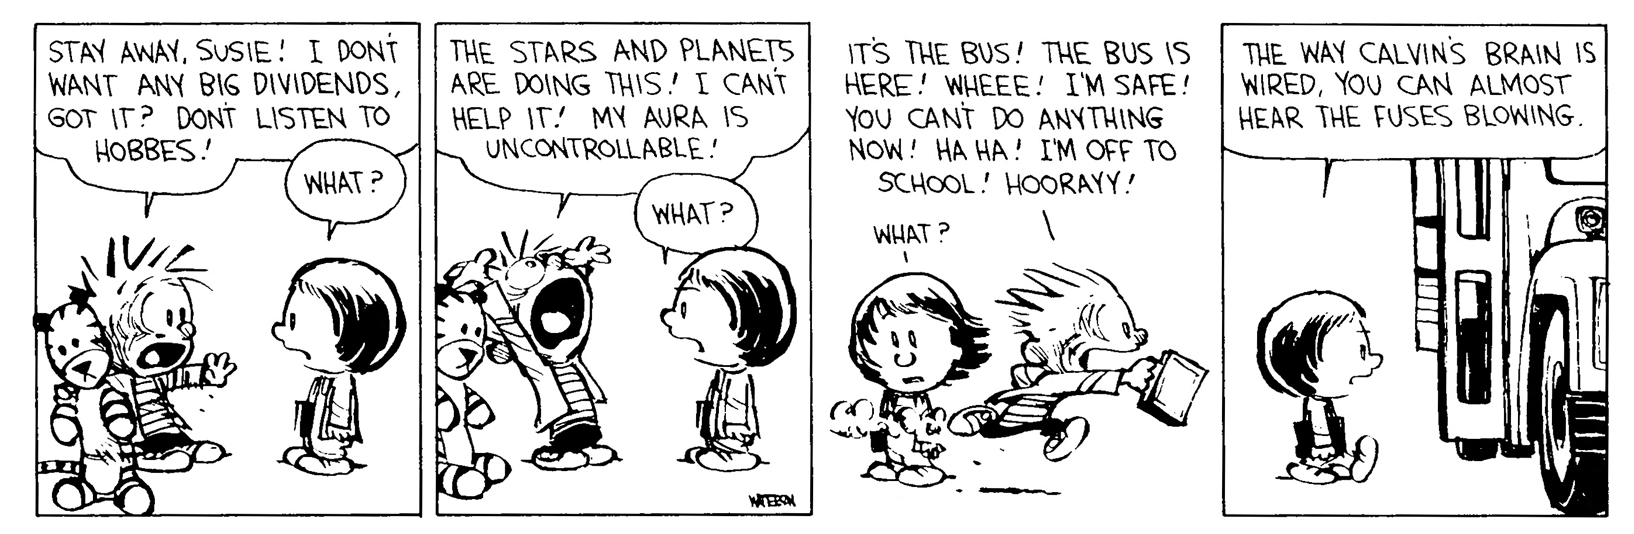 STAY AWAY, SUSIE! I DON'T
WANT ANY BIG DIVIDENDS,
GOT IT? DON'T LISTEN TO
HOBBES!
WHAT?
THE STARS AND PLANETS
ARE DOING THIS! I CAN'T
HELP IT! MY AURA IS
UNCONTROLLABLE!
WHAT?
WATTERSON
IT'S THE BUS! THE BUS IS
HERE! WHEEE! I'M SAFE!
YOU CAN'T DO ANYTHING
NOW! HA HA! I'M OFF TO
SCHOOL! HOORAYY!
WHAT?
THE WAY CALVIN'S BRAIN IS
WIRED, YOU CAN ALMOST
HEAR THE FUSES BLOWING.